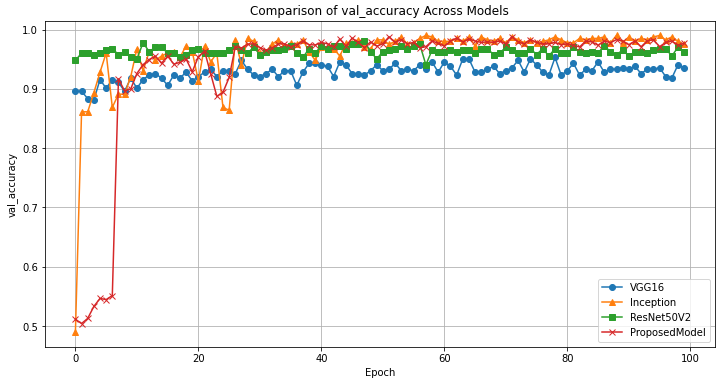 Comparison of val_accuracy Across Models
1.0
0.9
0.8
0.7
0.6
0.5
val_accuracy
0
20
40
60
80
100
Epoch
VGG16
Inception
ResNet50V2
ProposedModel